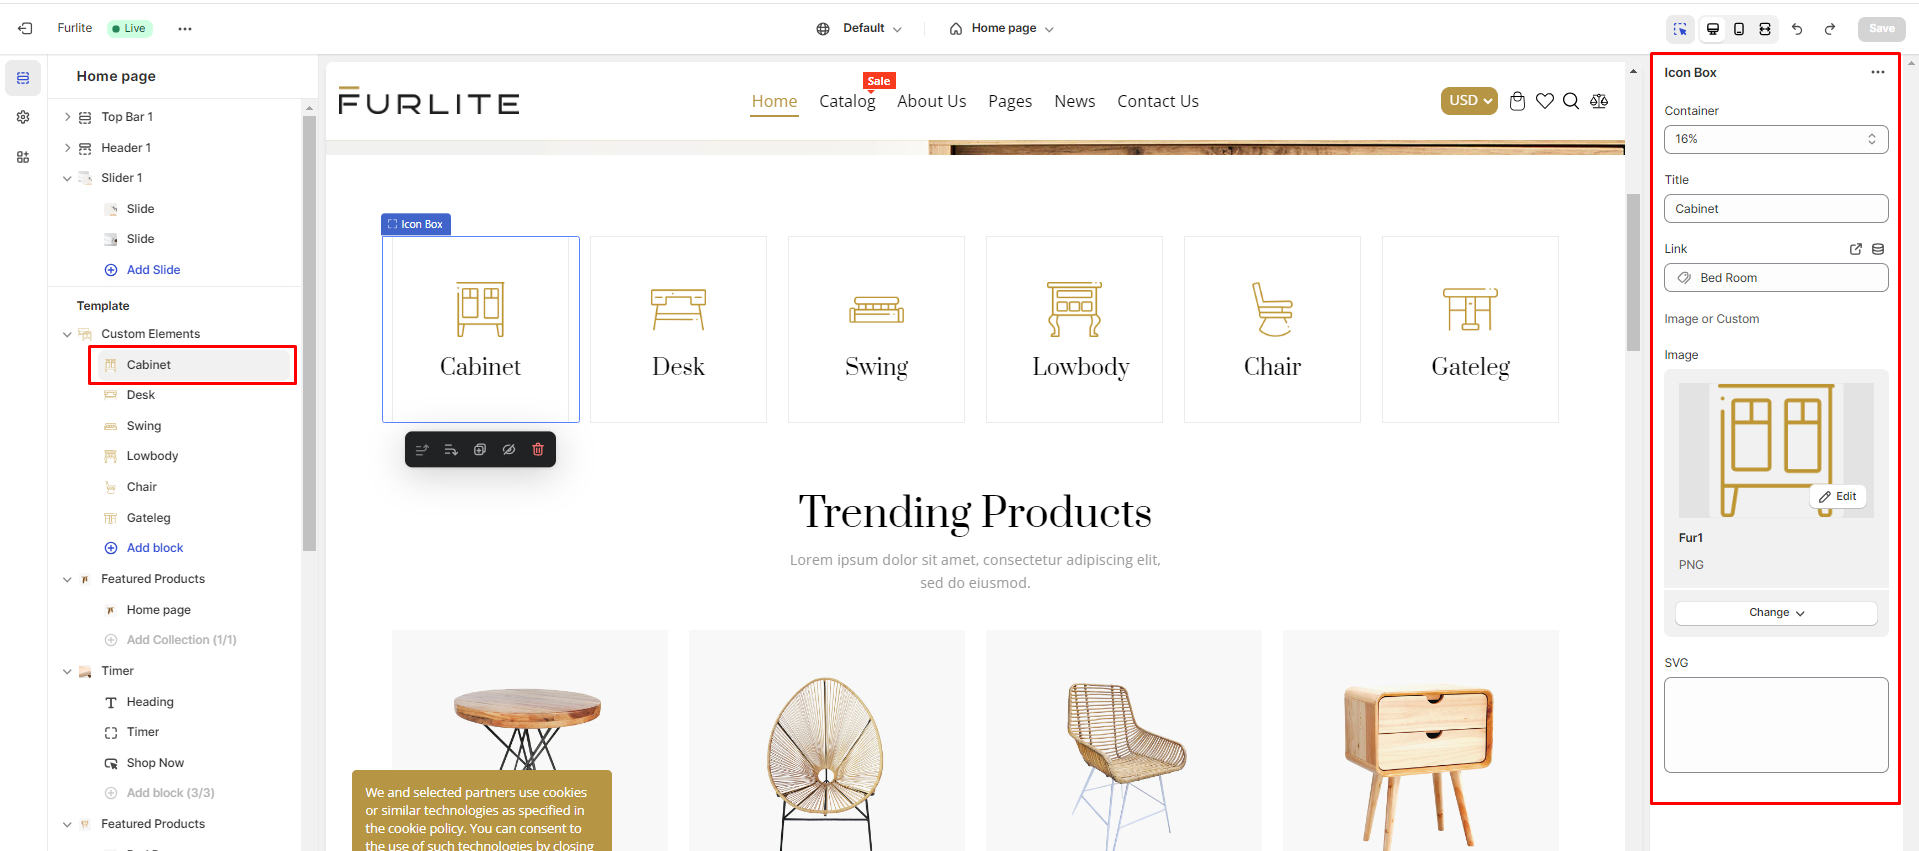 Furlite
Live
Default
Home page
Save
Home page
Top Bar 1
Header 1
Slider 1
Slide
Slide
Add Slide
Template
Custom Elements
Cabinet
Desk
Swing
Lowbody
Chair
Gateleg
Add block
Featured Products
Home page
Add Collection (1/1)
Timer
Heading
Timer
Shop Now
Add block (3/3)
Featured Products
FURLITE
Sale
Home
Catalog
About Us
Pages
News
Contact Us
USD
Icon Box
Cabinet
Desk
Swing
Lowbody
Chair
Gateleg
Trending Products
Lorem ipsum dolor sit amet, consectetur adipiscing elit,
sed do eiusmod.
We and selected partners use cookies
or similar technologies as specified in
the cookie policy. You can consent to
the use of such technologies by closing
Icon Box
Container
16%
Title
Cabinet
Link
Bed Room
Image or Custom
Image
Edit
Fur1
PNG
Change
SVG